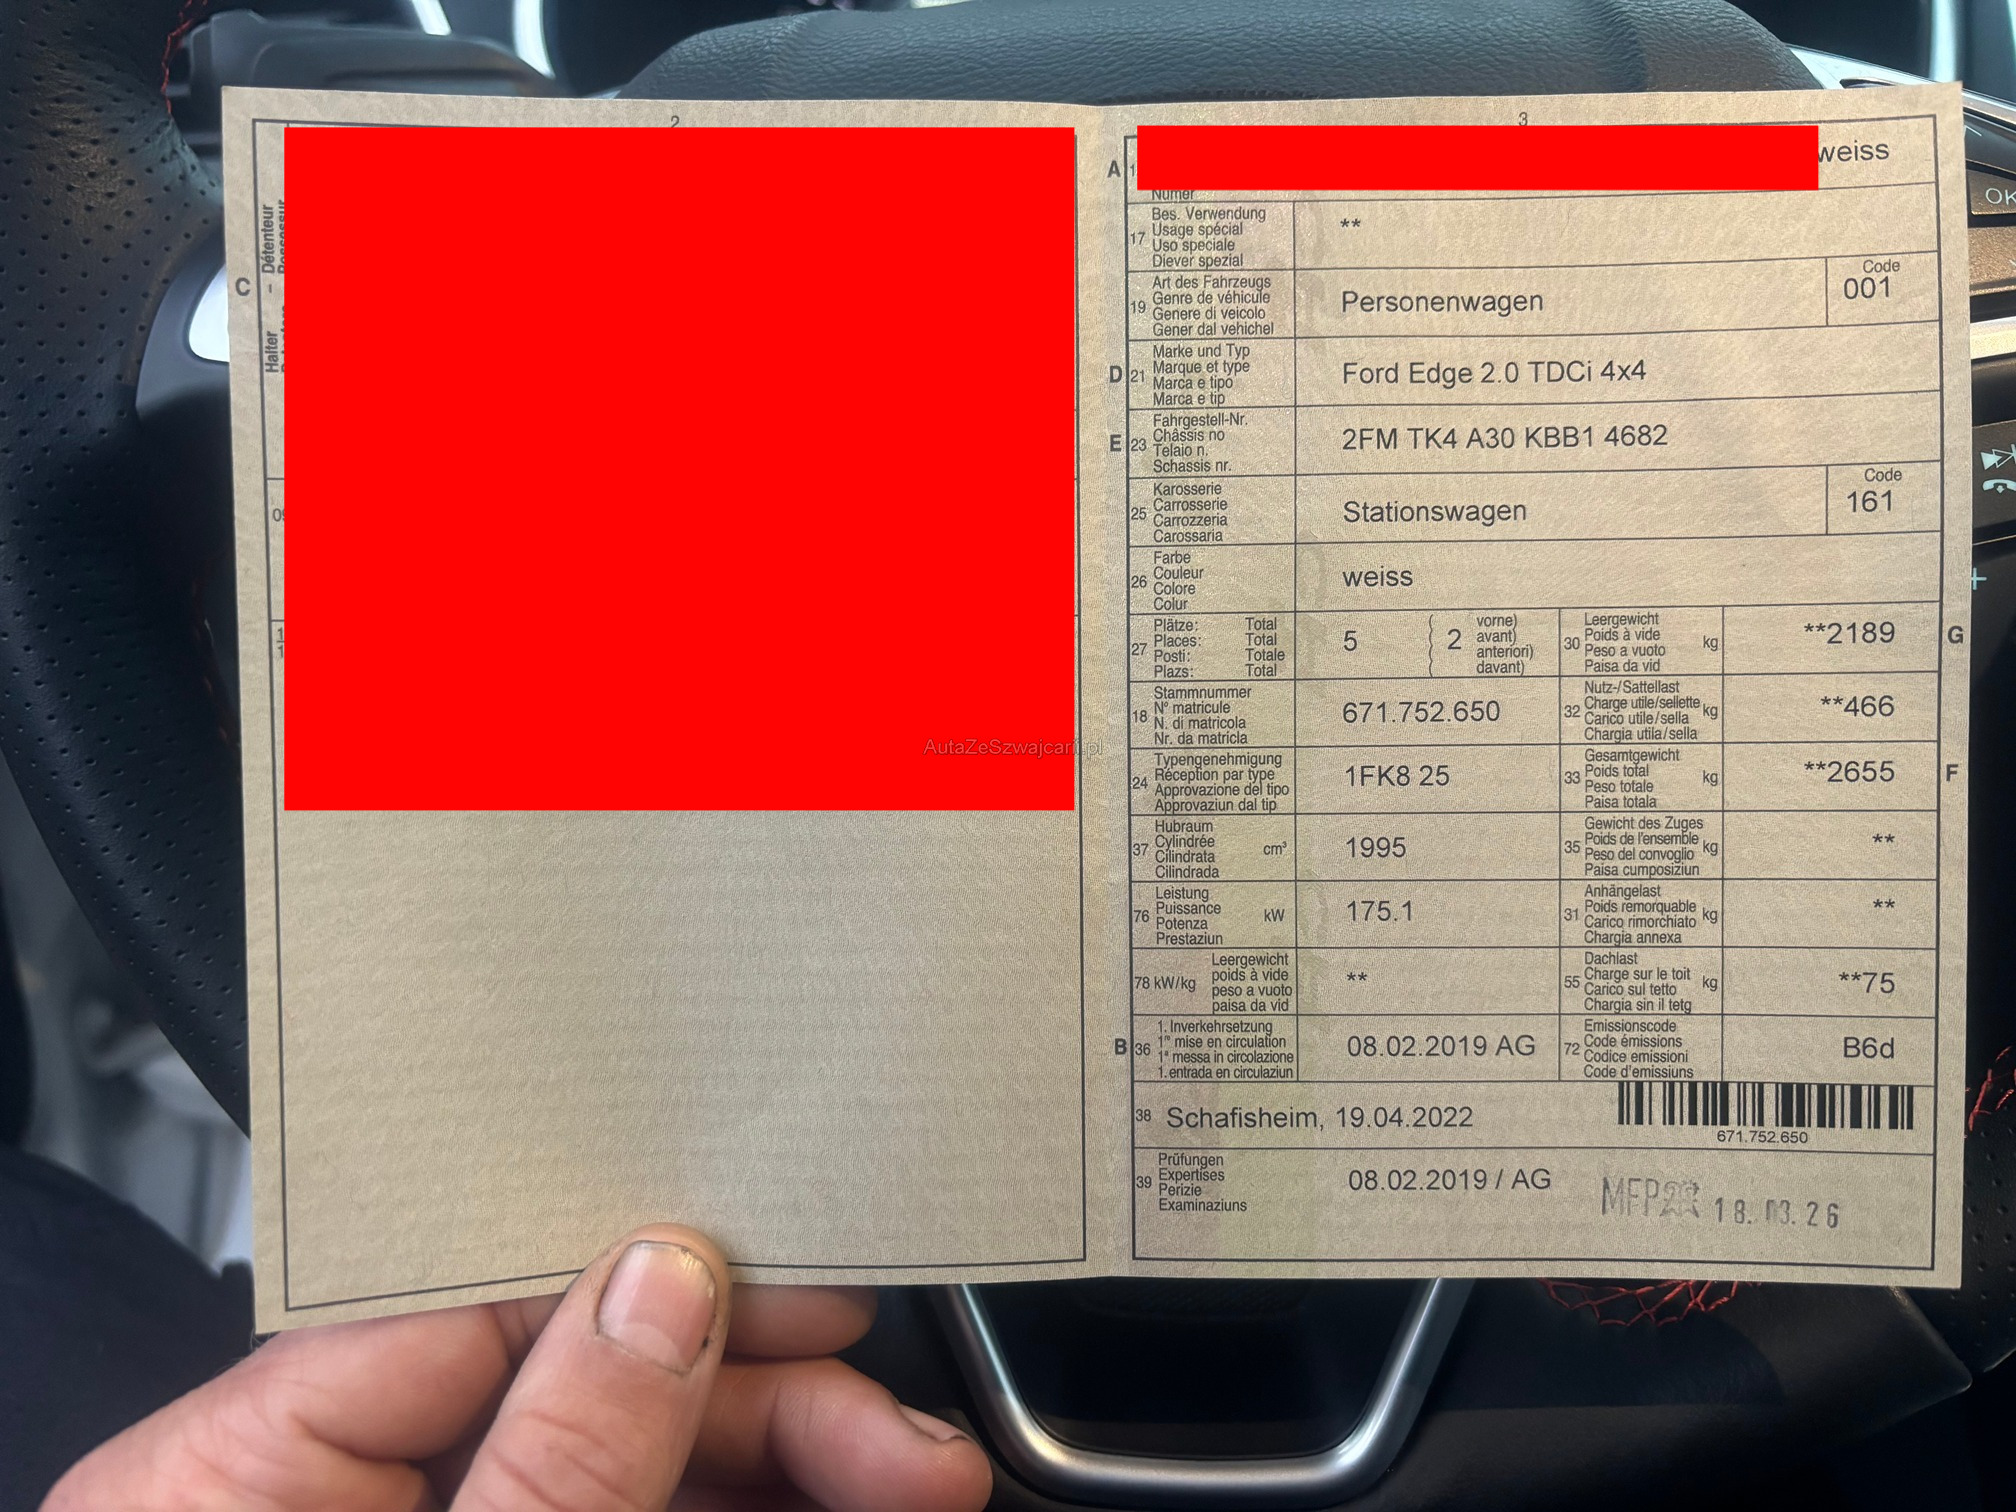 2
C
Halter - Détenteur
3
A
weiss
Numer
17
Bes. Verwendung
Usage spécial
Uso speciale
Diever spezial
**
19
Art des Fahrzeugs
Genre de véhicule
Genere di veicolo
Gener dal vehichel
Personenwagen
Code
001
D 21
Marke und Typ
Marque et type
Marca e tipo
Marca e tip
Ford Edge 2.0 TDCi 4x4
E 23
Fahrgestell-Nr.
Châssis no
Telaio n.
Schassis nr.
2FM TK4 A30 KBB1 4682
25
Karosserie
Carrosserie
Carrozzeria
Carossaria
Stationswagen
Code
161
26
Farbe
Couleur
Colore
Colur
weiss
27
Plätze: Total
Places: Total
Posti: Totale
Plazs: Total
5
2
vorne)
avant)
anteriori)
davant)
30
Leergewicht
Poids à vide
Peso a vuoto
Paisa da vid
kg
**2189
G
18
Stammnummer
N° matricule
N. di matricola
Nr. da matricla
671.752.650
32
Nutz-/Sattellast
Charge utile/sellette
Carico utile/sella
Chargia utila/sella
kg
**466
24
Typengenehmigung
Réception par type
Approvazione del tipo
Approvaziun dal tip
1FK8 25
33
Gesamtgewicht
Poids total
Peso totale
Paisa totala
kg
**2655
F
37
Hubraum
Cylindrée
Cilindrata
Cilindrada
cm³
1995
35
Gewicht des Zuges
Poids de l'ensemble
Peso del convoglio
Paisa cumposiziun
kg
**
76
Leistung
Puissance
Potenza
Prestaziun
kW
175.1
31
Anhängelast
Poids remorquable
Carico rimorchiato
Chargia annexa
kg
**
78 kW/kg
Leergewicht
poids à vide
peso a vuoto
paisa da vid
**
55
Dachlast
Charge sur le toit
Carico sul tetto
Chargia sin il tetg
kg
**75
B 36
1. Inverkehrsetzung
1re mise en circulation
1a messa in circolazione
1. entrada en circulaziun
08.02.2019 AG
72
Emissionscode
Code émissions
Codice emissioni
Code d'emissiuns
B6d
38
Schafisheim, 19.04.2022
671.752.650
39
Prüfungen
Expertises
Perizie
Examinaziuns
08.02.2019 / AG
18. 03. 26
AutaZeSzwajcarii.pl
OK